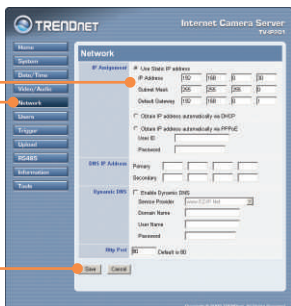 TRENDNET
Internet Camera Server
TV-IP201
Home
System
Date/Time
Video/Audio
Network
Users
Trigger
Upload
RS485
Information
Tools
Network
IP Assignment
Use Static IP address
IP Address 192 168 0 30
Subnet Mask 255 255 255 0
Default Gateway 192 168 0 1
Obtain IP address automatically via DHCP
Obtain IP address automatically via PPPoE
User ID
Password
DNS IP Address
Primary
Secondary
Dynamic DNS
Enable Dynamic DNS
Service Provider
Domain Name
User Name
Password
Http Port 80 Default is 80
Save Cancel